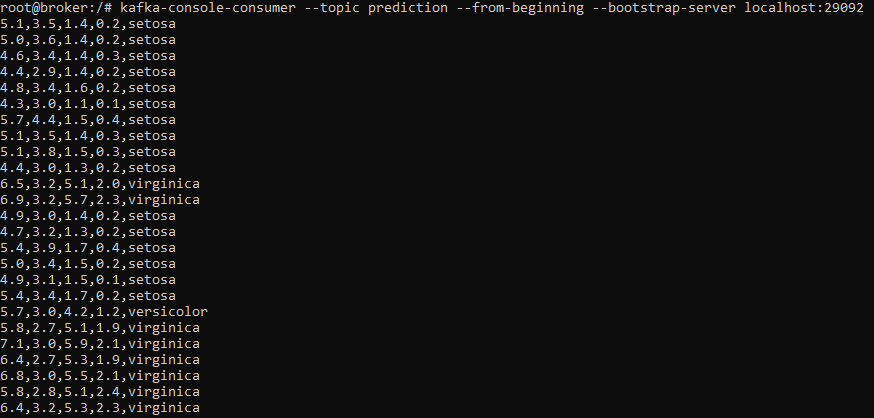 root@broker:/# kafka-console-consumer --topic prediction --from-beginning --bootstrap-server localhost:29092
5.1,3.5,1.4,0.2,setosa
5.0,3.6,1.4,0.2,setosa
4.6,3.4,1.4,0.3,setosa
4.4,2.9,1.4,0.2,setosa
4.8,3.4,1.6,0.2,setosa
4.3,3.0,1.1,0.1,setosa
5.7,4.4,1.5,0.4,setosa
5.1,3.5,1.4,0.3,setosa
5.1,3.8,1.5,0.3,setosa
4.4,3.0,1.3,0.2,setosa
6.5,3.2,5.1,2.0,virginica
6.9,3.2,5.7,2.3,virginica
4.9,3.0,1.4,0.2,setosa
4.7,3.2,1.3,0.2,setosa
5.4,3.9,1.7,0.4,setosa
5.0,3.4,1.5,0.2,setosa
4.9,3.1,1.5,0.1,setosa
5.4,3.4,1.7,0.2,setosa
5.7,3.0,4.2,1.2,versicolor
5.8,2.7,5.1,1.9,virginica
7.1,3.0,5.9,2.1,virginica
6.4,2.7,5.3,1.9,virginica
6.8,3.0,5.5,2.1,virginica
5.8,2.8,5.1,2.4,virginica
6.4,3.2,5.3,2.3,virginica